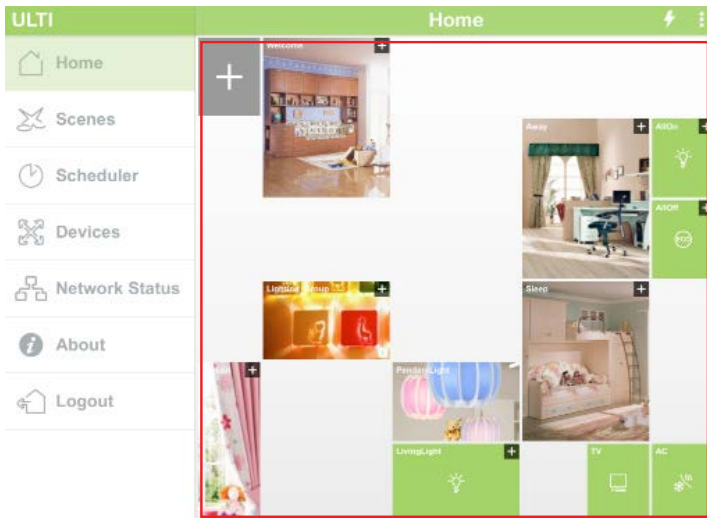 ULTI
Home
Home
Scenes
Scheduler
Devices
Network Status
About
Logout
Welcome
Away
AllOn
AllOff
Lighting Group
Sleep
PendantLight
LivingLight
TV
AC